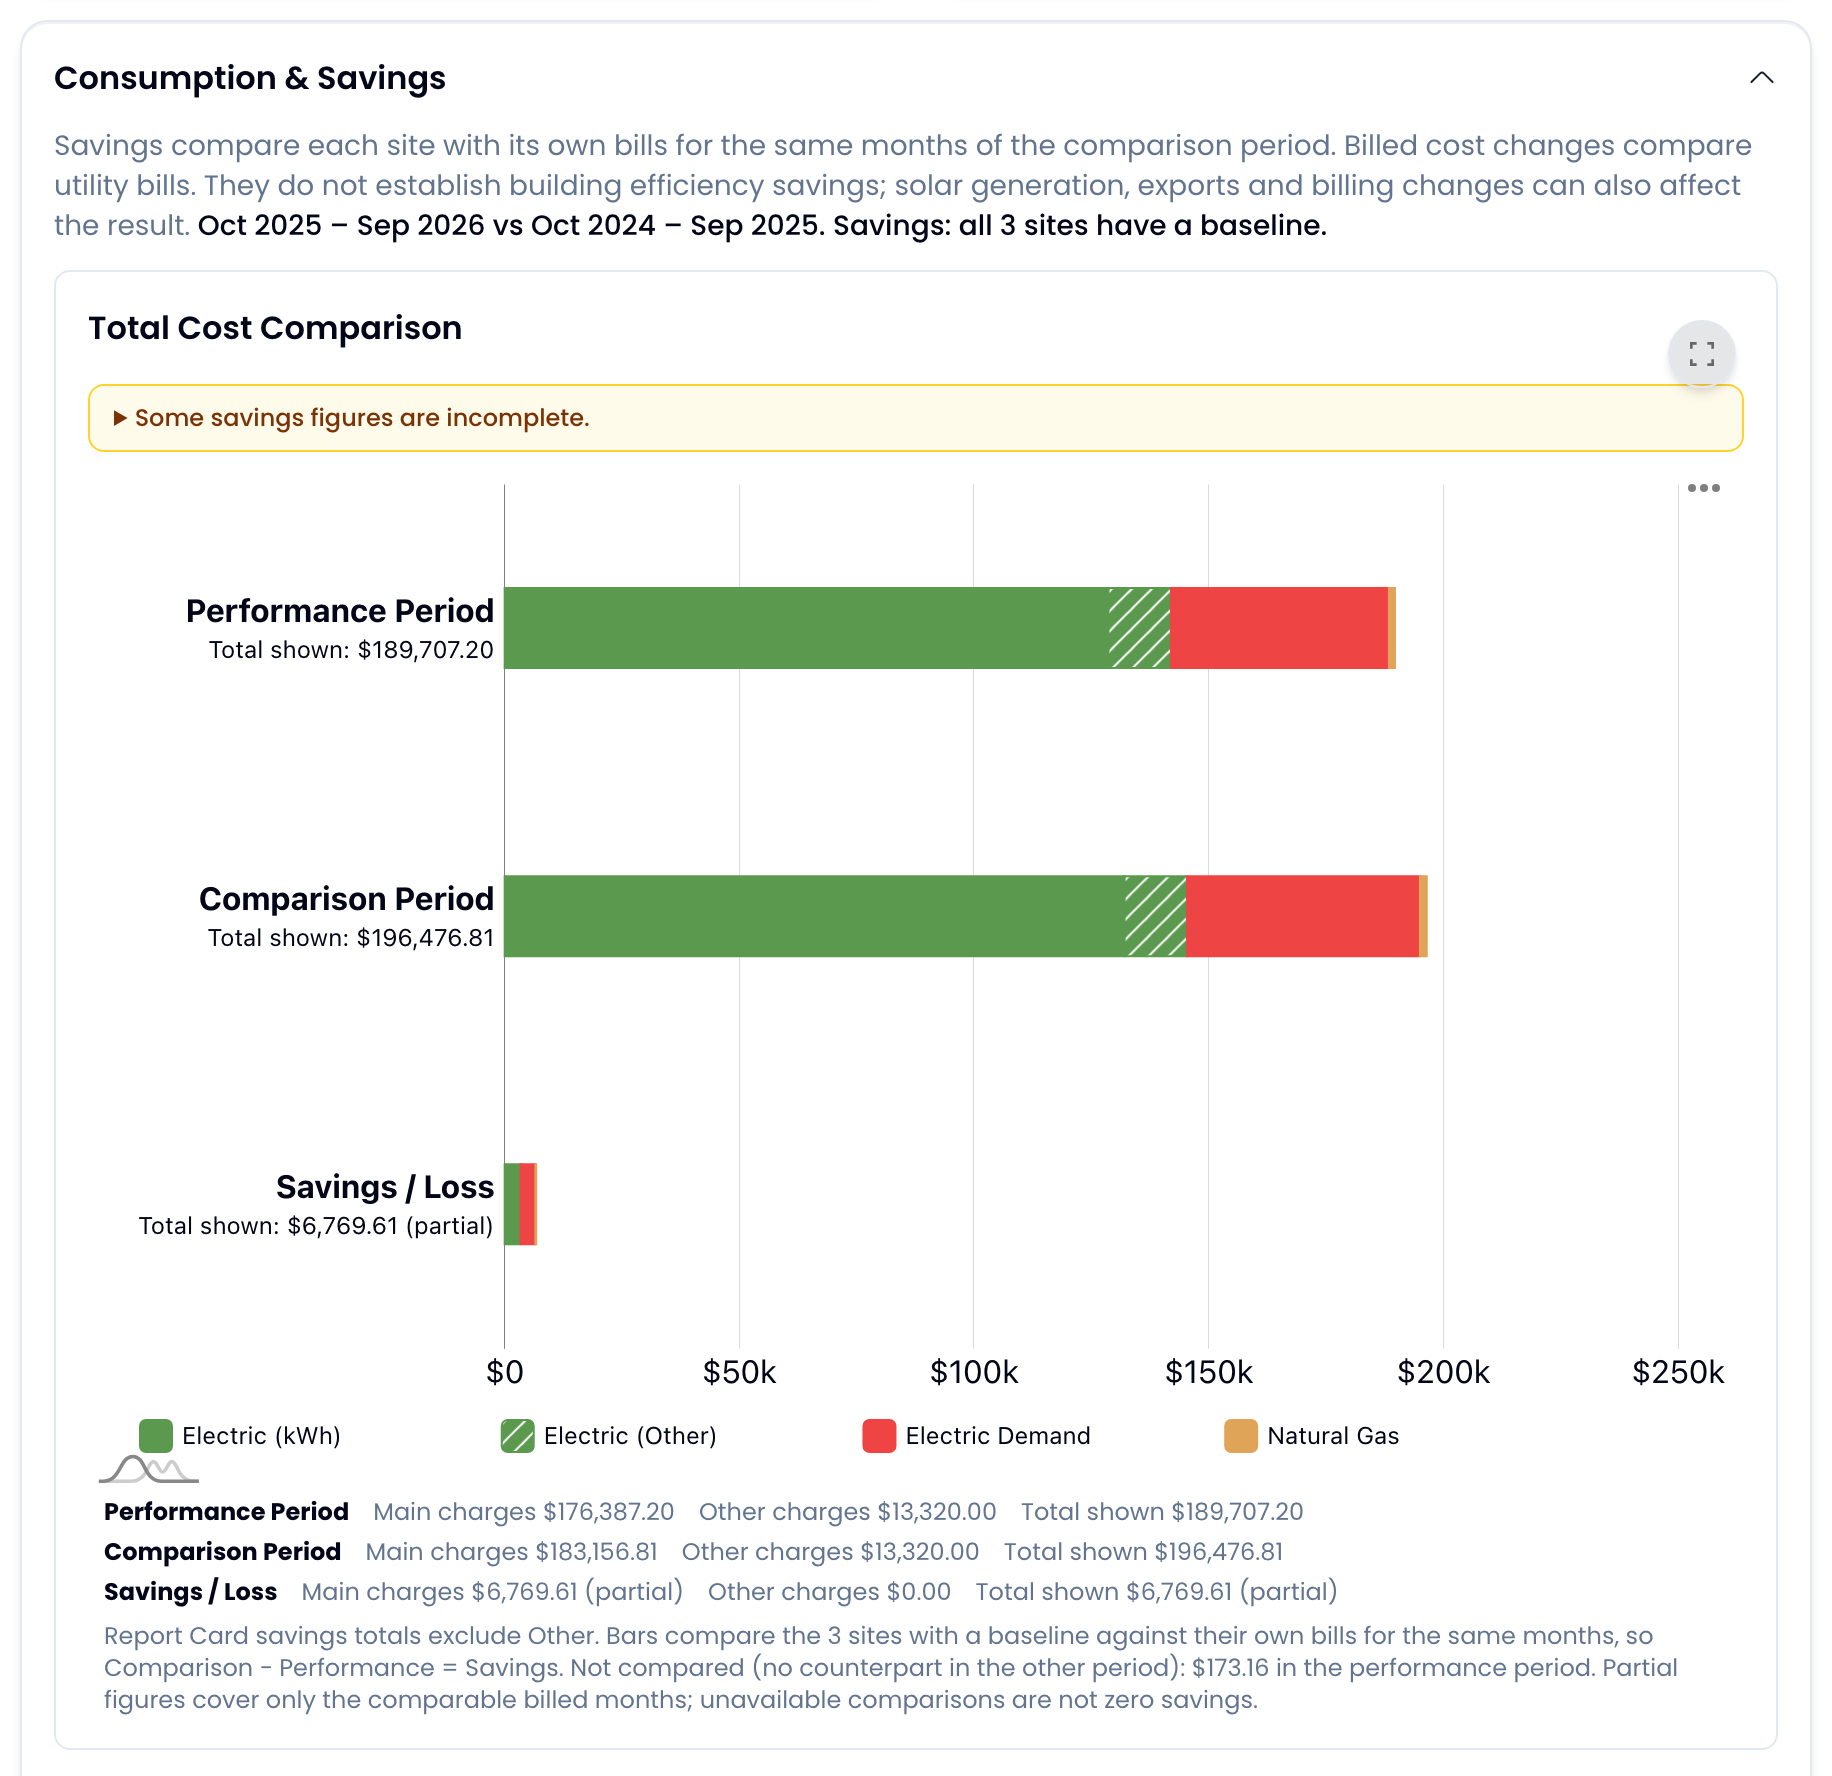 Consumption & Savings
Savings compare each site with its own bills for the same months of the comparison period. Billed cost changes compare
utility bills. They do not establish building efficiency savings; solar generation, exports and billing changes can also affect
the result. Oct 2025 – Sep 2026 vs Oct 2024 – Sep 2025. Savings: all 3 sites have a baseline.
Total Cost Comparison
Some savings figures are incomplete.
Performance Period
Total shown: $189,707.20
Comparison Period
Total shown: $196,476.81
Savings / Loss
Total shown: $6,769.61 (partial)
$0 $50k $100k $150k $200k $250k
Electric (kWh) Electric (Other) Electric Demand Natural Gas
Performance Period Main charges $176,387.20 Other charges $13,320.00 Total shown $189,707.20
Comparison Period Main charges $183,156.81 Other charges $13,320.00 Total shown $196,476.81
Savings / Loss Main charges $6,769.61 (partial) Other charges $0.00 Total shown $6,769.61 (partial)
Report Card savings totals exclude Other. Bars compare the 3 sites with a baseline against their own bills for the same months, so
Comparison - Performance = Savings. Not compared (no counterpart in the other period): $173.16 in the performance period. Partial
figures cover only the comparable billed months; unavailable comparisons are not zero savings.